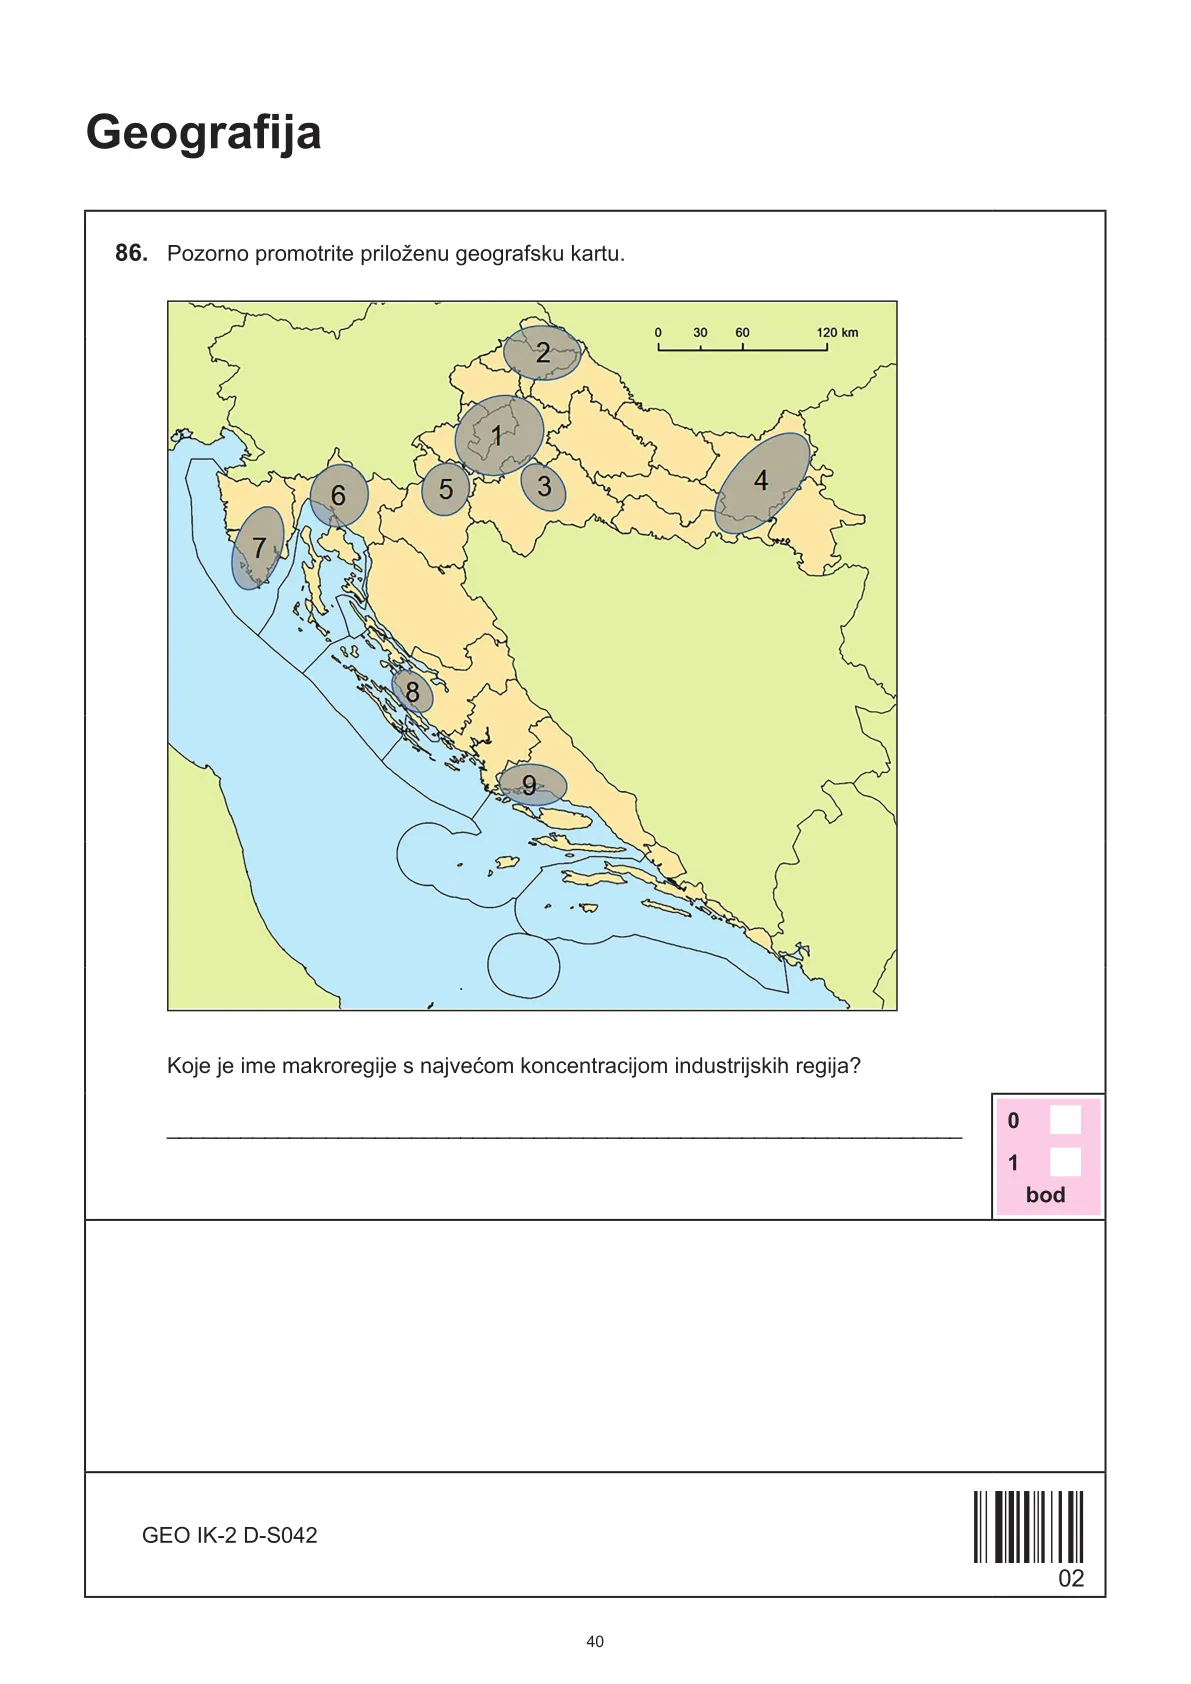 Geografija
86. Pozorno promotrite priloženu geografsku kartu.
0 30 60 120 km
2
1
3
4
5
6
7
8
9
Koje je ime makroregije s najvećom koncentracijom industrijskih regija?
0
1
bod
GEO IK-2 D-S042
02
40